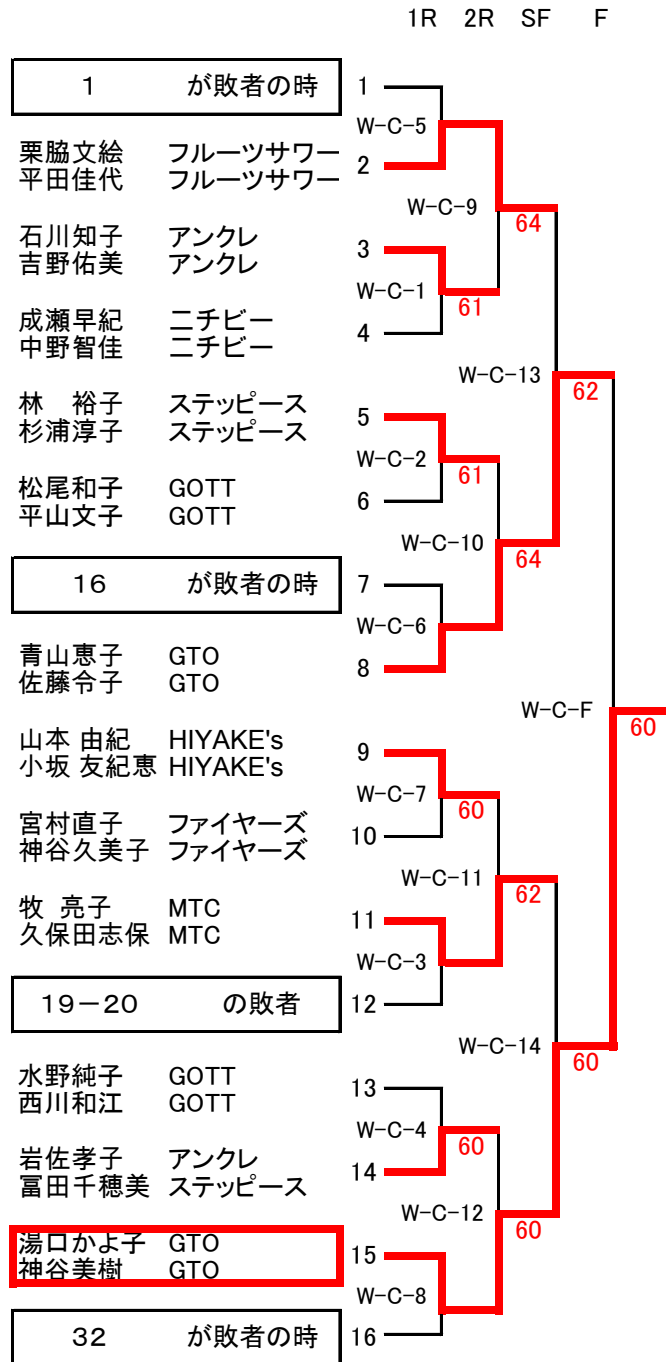 1R 2R SF F
1 が敗者の時 1
W-C-5
栗脇文絵 フルーツサワー 2
平田佳代 フルーツサワー
W-C-9
64
石川知子 アンクレ 3
吉野佑美 アンクレ
W-C-1
61
成瀬早紀 ニチビー 4
中野智佳 ニチビー
W-C-13
62
林 裕子 ステッピース 5
杉浦淳子 ステッピース
W-C-2
61
松尾和子 GOTT 6
平山文子 GOTT
W-C-10
64
16 が敗者の時 7
W-C-6
青山恵子 GTO 8
佐藤令子 GTO
W-C-F
60
山本 由紀 HIYAKE's 9
小坂 友紀恵 HIYAKE's
W-C-7
60
宮村直子 ファイヤーズ 10
神谷久美子 ファイヤーズ
W-C-11
62
牧 亮子 MTC 11
久保田志保 MTC
W-C-3
19－20 の敗者 12
W-C-14
60
水野純子 GOTT 13
西川和江 GOTT
W-C-4
60
岩佐孝子 アンクレ 14
冨田千穂美 ステッピース
W-C-12
60
湯口かよ子 GTO 15
神谷美樹 GTO
W-C-8
32 が敗者の時 16